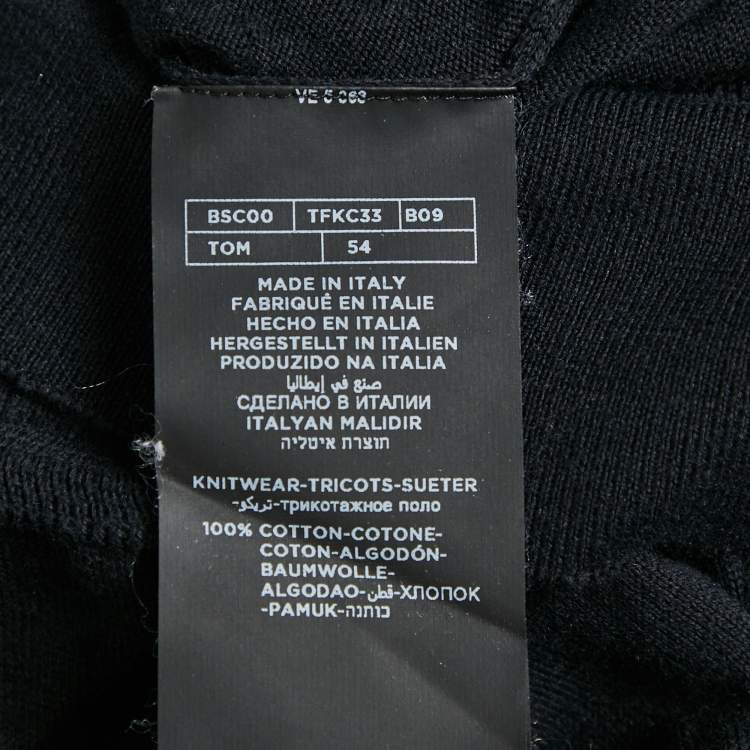 VE 5 063
BSC00 TFKC33 B09
TOM 54
MADE IN ITALY
FABRIQUÊ EN ITALIE
HECHO EN ITALIA
HERGESTELLT IN ITALIEN
PRODUZIDO NA ITALIA
صنع في إيطاليا
СДЕЛАНО В ИТАЛИИ
ITALYAN MALIDIR
תוצרת איטליה
KNITWEAR-TRICOTS-SUETER
-تريكو-трикотажное поло
100% COTTON-COTONE-
COTON-ALGODÓN-
BAUMWOLLE-
ALGODAO-قطن-ХЛОПОК
-PAMUK-כותנה